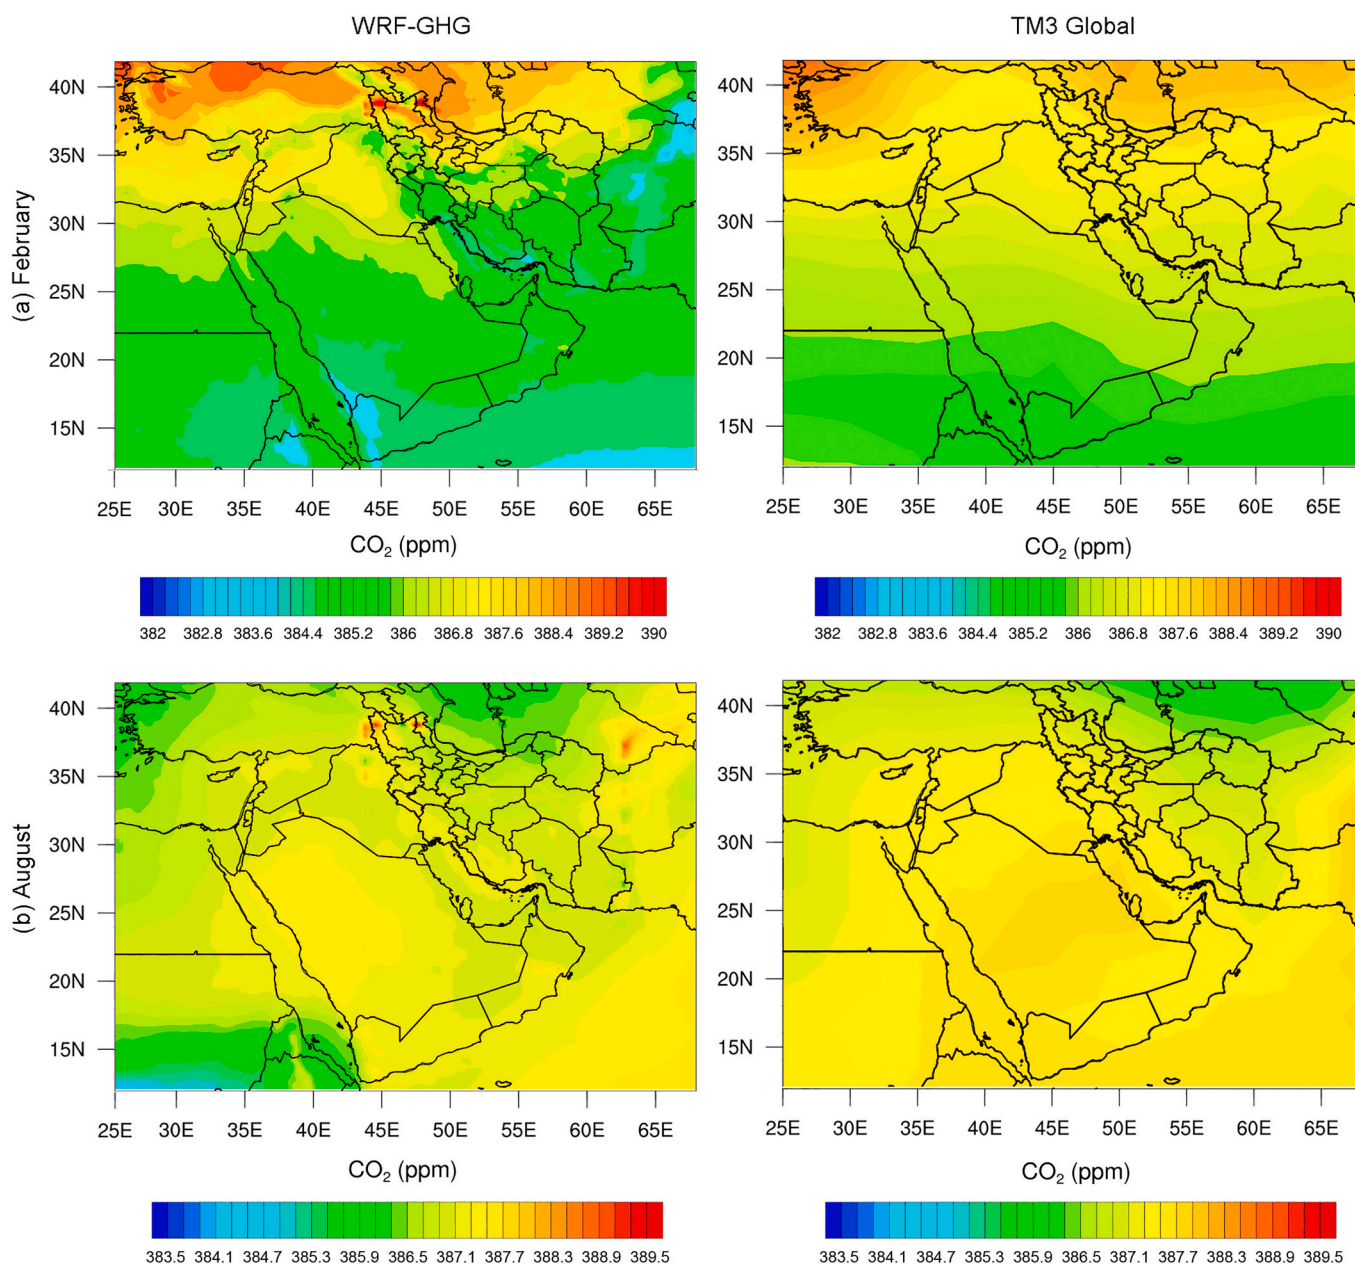 WRF-GHG
TM3 Global
(a) February
40N
35N
30N
25N
20N
15N
25E 30E 35E 40E 45E 50E 55E 60E 65E
CO₂ (ppm)
382 382.8 383.6 384.4 385.2 386 386.8 387.6 388.4 389.2 390
40N
35N
30N
25N
20N
15N
25E 30E 35E 40E 45E 50E 55E 60E 65E
CO₂ (ppm)
382 382.8 383.6 384.4 385.2 386 386.8 387.6 388.4 389.2 390
(b) August
40N
35N
30N
25N
20N
15N
25E 30E 35E 40E 45E 50E 55E 60E 65E
CO₂ (ppm)
383.5 384.1 384.7 385.3 385.9 386.5 387.1 387.7 388.3 388.9 389.5
40N
35N
30N
25N
20N
15N
25E 30E 35E 40E 45E 50E 55E 60E 65E
CO₂ (ppm)
383.5 384.1 384.7 385.3 385.9 386.5 387.1 387.7 388.3 388.9 389.5